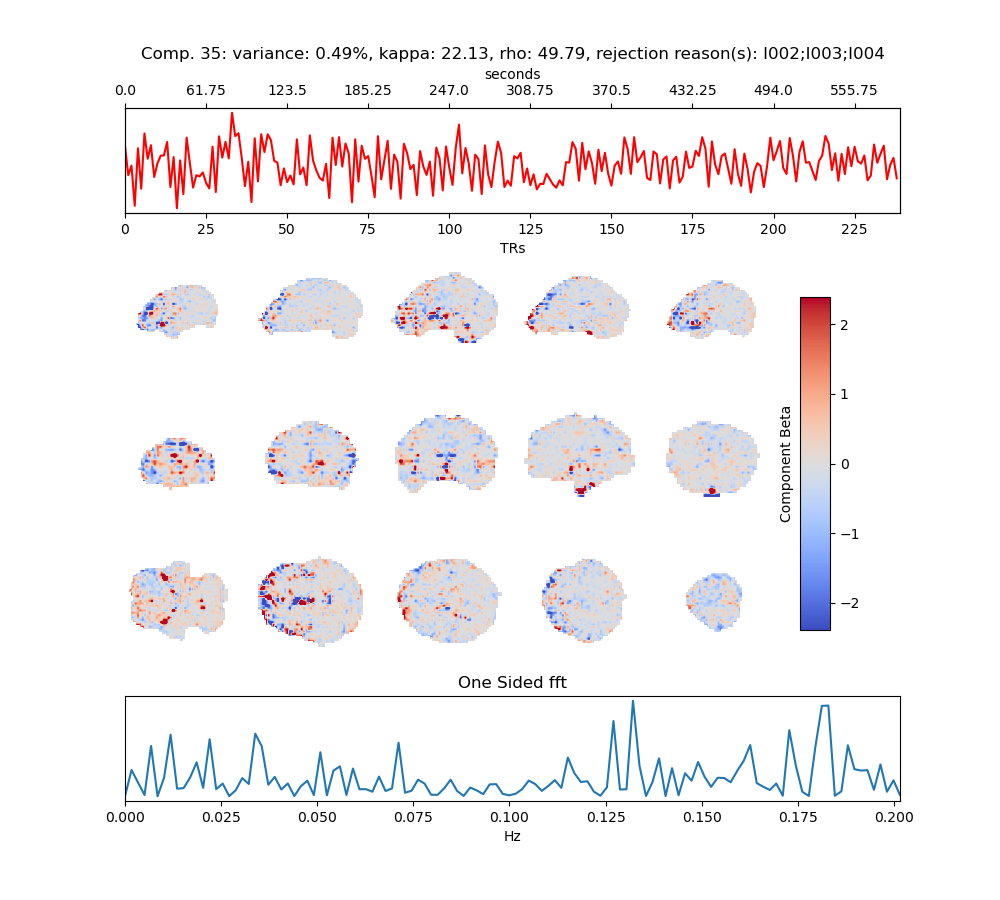 Comp. 35: variance: 0.49%, kappa: 22.13, rho: 49.79, rejection reason(s): I002;I003;I004
seconds
0.0 61.75 123.5 185.25 247.0 308.75 370.5 432.25 494.0 555.75
0 25 50 75 100 125 150 175 200 225
TRs
2
1
0
−1
−2
Component Beta
One Sided fft
0.000 0.025 0.050 0.075 0.100 0.125 0.150 0.175 0.200
Hz